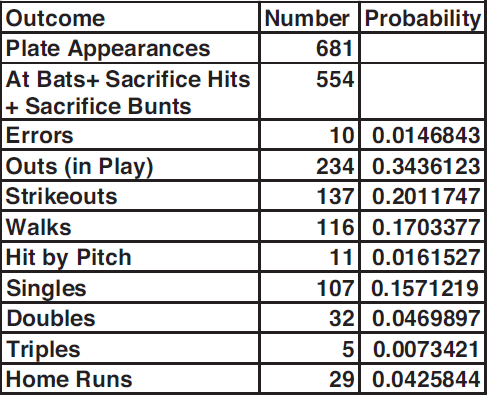 Outcome Number Probability
Plate Appearances 681
At Bats+ Sacrifice Hits 554
+ Sacrifice Bunts
Errors 10 0.0146843
Outs (in Play) 234 0.3436123
Strikeouts 137 0.2011747
Walks 116 0.1703377
Hit by Pitch 11 0.0161527
Singles 107 0.1571219
Doubles 32 0.0469897
Triples 5 0.0073421
Home Runs 29 0.0425844